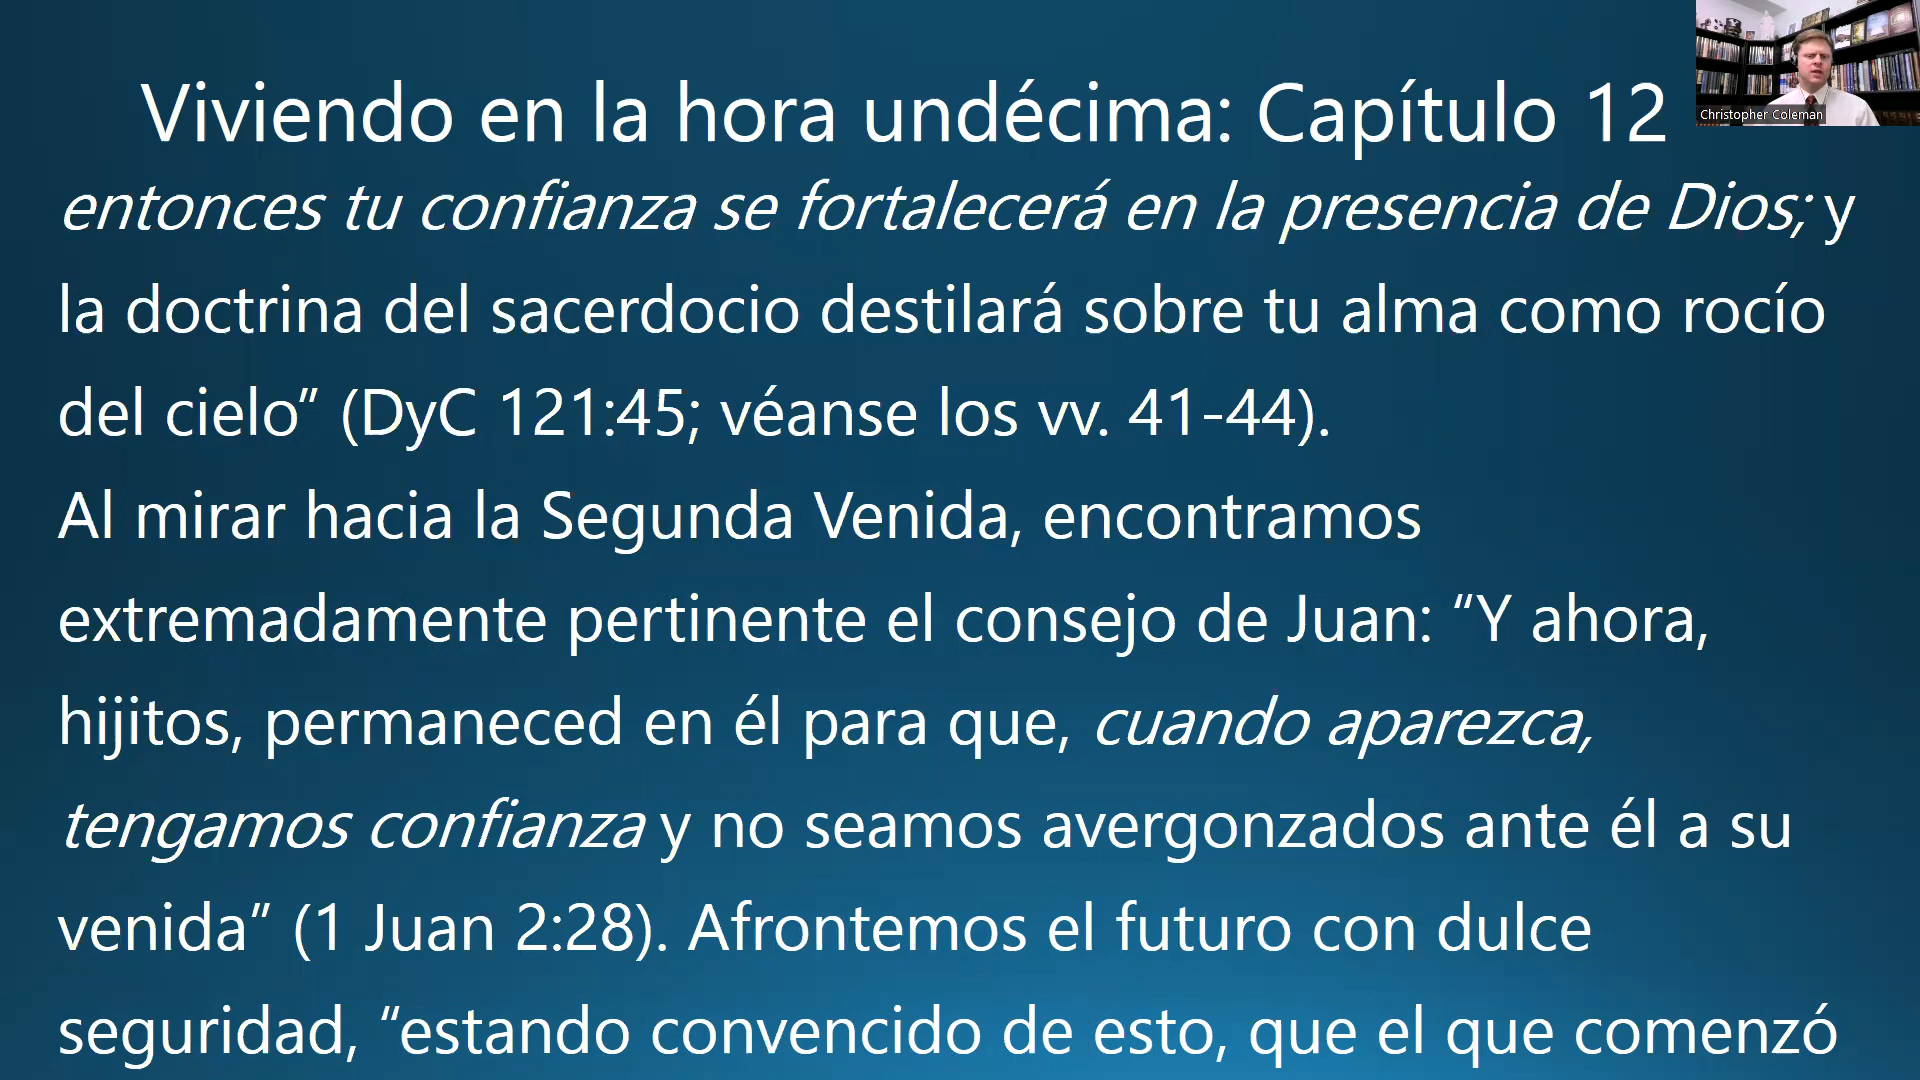 Viviendo en la hora undécima: Capítulo 12
Christopher Coleman
entonces tu confianza se fortalecerá en la presencia de Dios; y
la doctrina del sacerdocio destilará sobre tu alma como rocío
del cielo” (DyC 121:45; véanse los vv. 41-44).
Al mirar hacia la Segunda Venida, encontramos
extremadamente pertinente el consejo de Juan: “Y ahora,
hijitos, permaneced en él para que, cuando aparezca,
tengamos confianza y no seamos avergonzados ante él a su
venida” (1 Juan 2:28). Afrontemos el futuro con dulce
seguridad, “estando convencido de esto, que el que comenzó